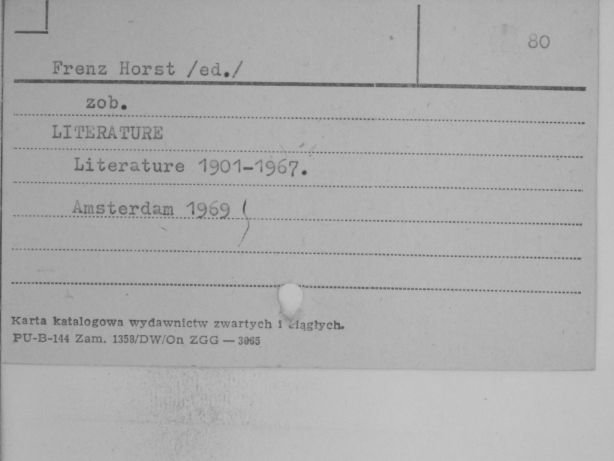 80
Frenz Horst /ed./
zob.
LITERATURE
Literature 1901-1967.
Amsterdam 1969
Karta katalogowa wydawnictw zwartych i ciągłych.
PU-B-144 Zam. 1358/DW/On ZGG — 3065